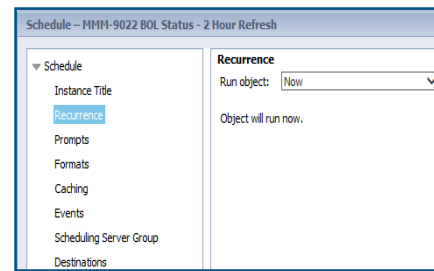 Schedule – MMM-9022 BOL Status - 2 Hour Refresh
Schedule
Instance Title
Recurrence
Prompts
Formats
Caching
Events
Scheduling Server Group
Destinations
Recurrence
Run object: Now
Object will run now.